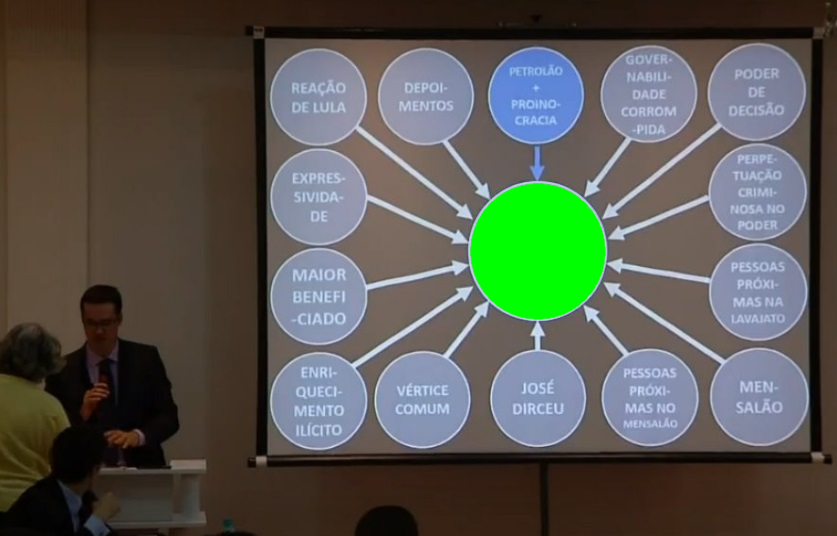 REAÇÃO
DE LULA
DEPOI-
MENTOS
PETROLÃO
+
PROPINO-
CRACIA
GOVER-
NABILI-
DADE
CORROM
-PIDA
PODER
DE
DECISÃO
EXPRES-
SIVIDA-
DE
PERPE-
TUAÇÃO
CRIMI-
NOSA NO
PODER
MAIOR
BENEFI
-CIADO
PESSOAS
PRÓXI-
MAS NA
LAVAJATO
ENRI-
QUECI-
MENTO
ILÍCITO
VÉRTICE
COMUM
JOSÉ
DIRCEU
PESSOAS
PRÓXI-
MAS NO
MENSALÃO
MEN-
SALÃO